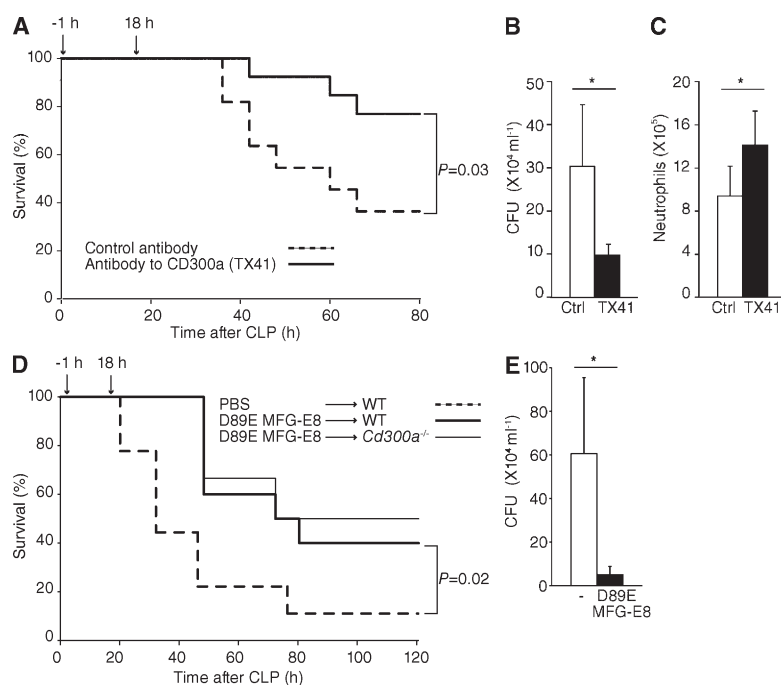 A
-1 h 18 h
100
80
60
40
20
0
Survival (%)
P=0.03
Control antibody
Antibody to CD300a (TX41)
0 20 40 60 80
Time after CLP (h)
B
*
50
40
30
20
10
0
CFU (X10⁴ ml⁻¹)
Ctrl TX41
C
*
20
16
12
8
4
0
Neutrophils (X10⁵)
Ctrl TX41
D
-1 h 18 h
PBS → WT
D89E MFG-E8 → WT
D89E MFG-E8 → Cd300a⁻/⁻
100
80
60
40
20
0
Survival (%)
P=0.02
0 20 40 60 80 100 120
Time after CLP (h)
E
*
100
80
60
40
20
0
CFU (X10⁴ ml⁻¹)
- D89E
MFG-E8